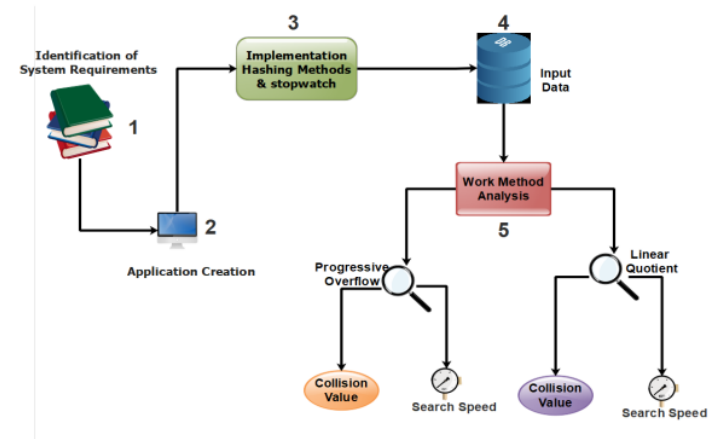 3
4
Identification of
System Requirements
Implementation
Hashing Methods
& stopwatch
DB
Input
Data
1
2
Application Creation
Work Method
Analysis
5
Progressive
Overflow
Linear
Quotient
Collision
Value
Search Speed
Collision
Value
Search Speed